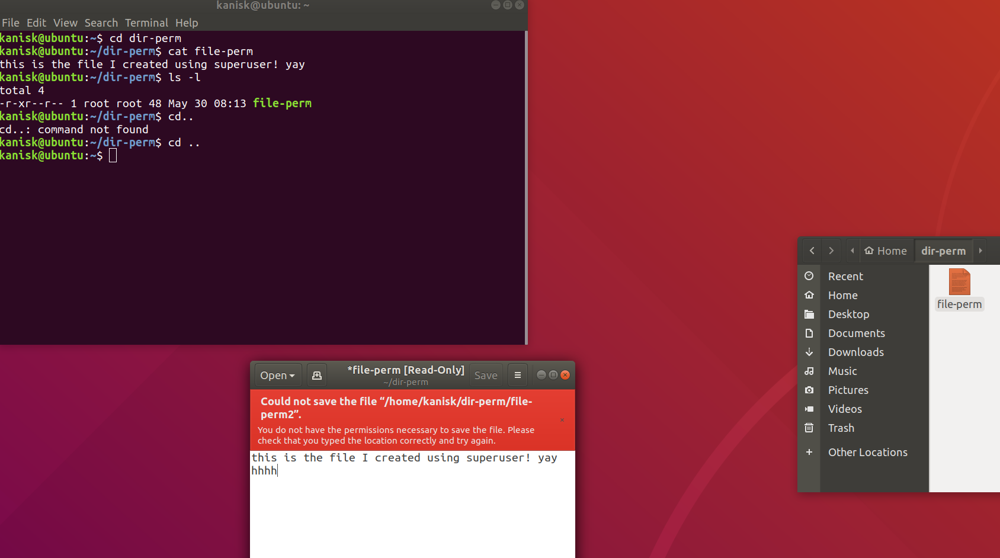 kanisk@ubuntu: ~
File Edit View Search Terminal Help
kanisk@ubuntu:~$ cd dir-perm
kanisk@ubuntu:~/dir-perm$ cat file-perm
this is the file I created using superuser! yay
kanisk@ubuntu:~/dir-perm$ ls -l
total 4
-r-xr--r-- 1 root root 48 May 30 08:13 file-perm
kanisk@ubuntu:~/dir-perm$ cd..
cd..: command not found
kanisk@ubuntu:~/dir-perm$ cd ..
kanisk@ubuntu:~$
Home dir-perm
Recent
Home
Desktop
Documents
Downloads
Music
Pictures
Videos
Trash
+ Other Locations
file-perm
Open *file-perm [Read-Only] Save
~/dir-perm
Could not save the file “/home/kanisk/dir-perm/file-
perm2”.
You do not have the permissions necessary to save the file. Please
check that you typed the location correctly and try again.
this is the file I created using superuser! yay
hhhh